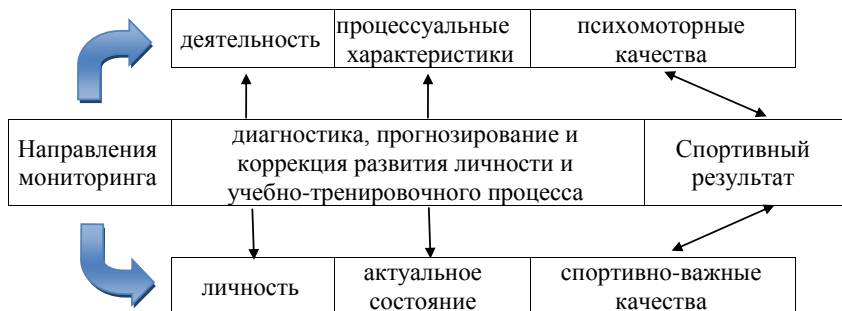 деятельность
процессуальные
характеристики
психомоторные
качества
Направления
мониторинга
диагностика, прогнозирование и
коррекция развития личности и
учебно-тренировочного процесса
Спортивный
результат
личность
актуальное
состояние
спортивно-важные
качества